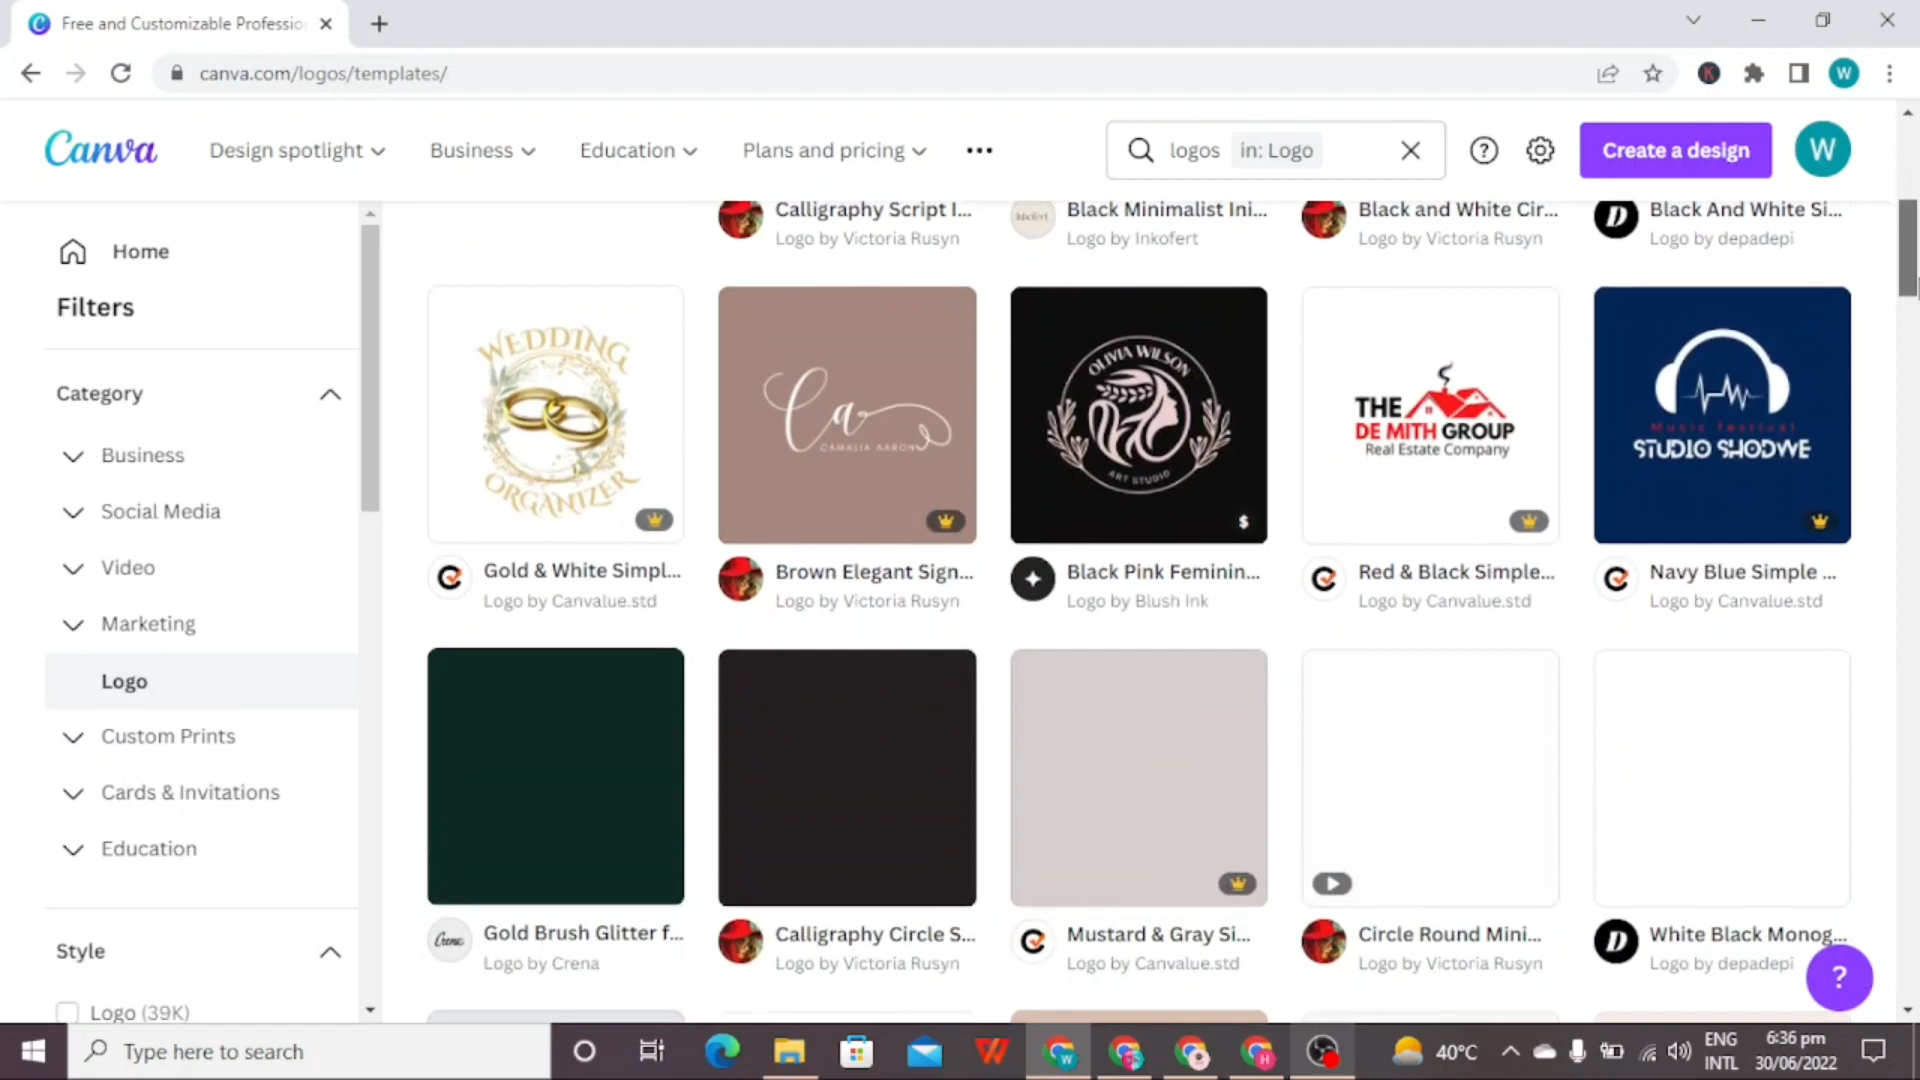 Free and Customizable Professio
canva.com/logos/templates/
W
Canva
Design spotlight
Business
Education
Plans and pricing
logos
in: Logo
Create a design
W
Home
Filters
Category
Business
Social Media
Video
Marketing
Logo
Custom Prints
Cards & Invitations
Education
Style
Logo (39K)
Calligraphy Script I...
Logo by Victoria Rusyn
Inkofert
Black Minimalist Ini...
Logo by Inkofert
Black and White Cir...
Logo by Victoria Rusyn
D
Black And White Si...
Logo by depadepi
WEDDING
ORGANIZER
Gold & White Simpl...
Logo by Canvalue.std
Ca
CAMALIA AARON
Brown Elegant Sign...
Logo by Victoria Rusyn
OLIVIA WILSON
ART STUDIO
$
Black Pink Feminin...
Logo by Blush Ink
THE
DE MITH GROUP
Real Estate Company
Red & Black Simple...
Logo by Canvalue.std
Music festival
STUDIO SHODWE
Navy Blue Simple ...
Logo by Canvalue.std
Crena
Gold Brush Glitter f...
Logo by Crena
Calligraphy Circle S...
Logo by Victoria Rusyn
Mustard & Gray Si...
Logo by Canvalue.std
Circle Round Mini...
Logo by Victoria Rusyn
D
White Black Monog...
Logo by depadepi
?
Type here to search
40°C
ENG
INTL
6:36 pm
30/06/2022